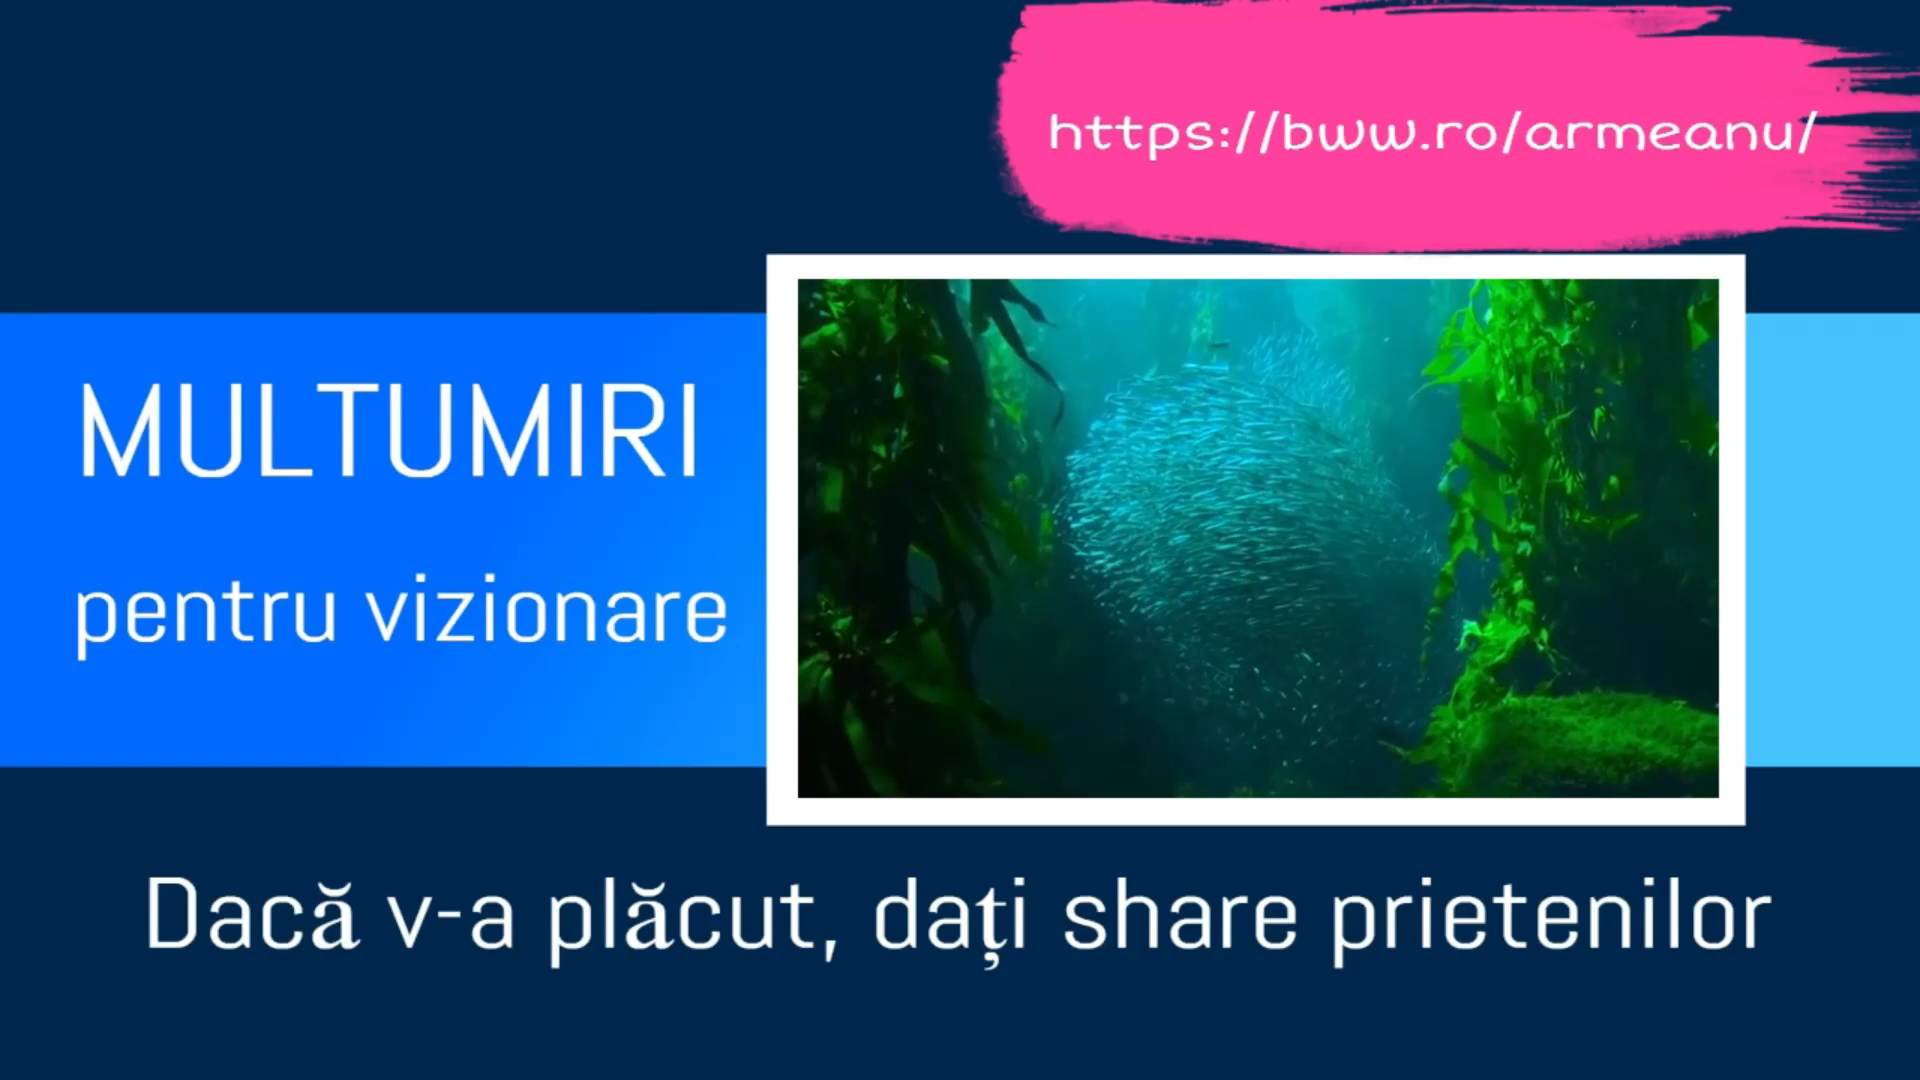 https://bww.ro/armeanu/
MULTUMIRI
pentru vizionare
Dacă v-a plăcut, dați share prietenilor